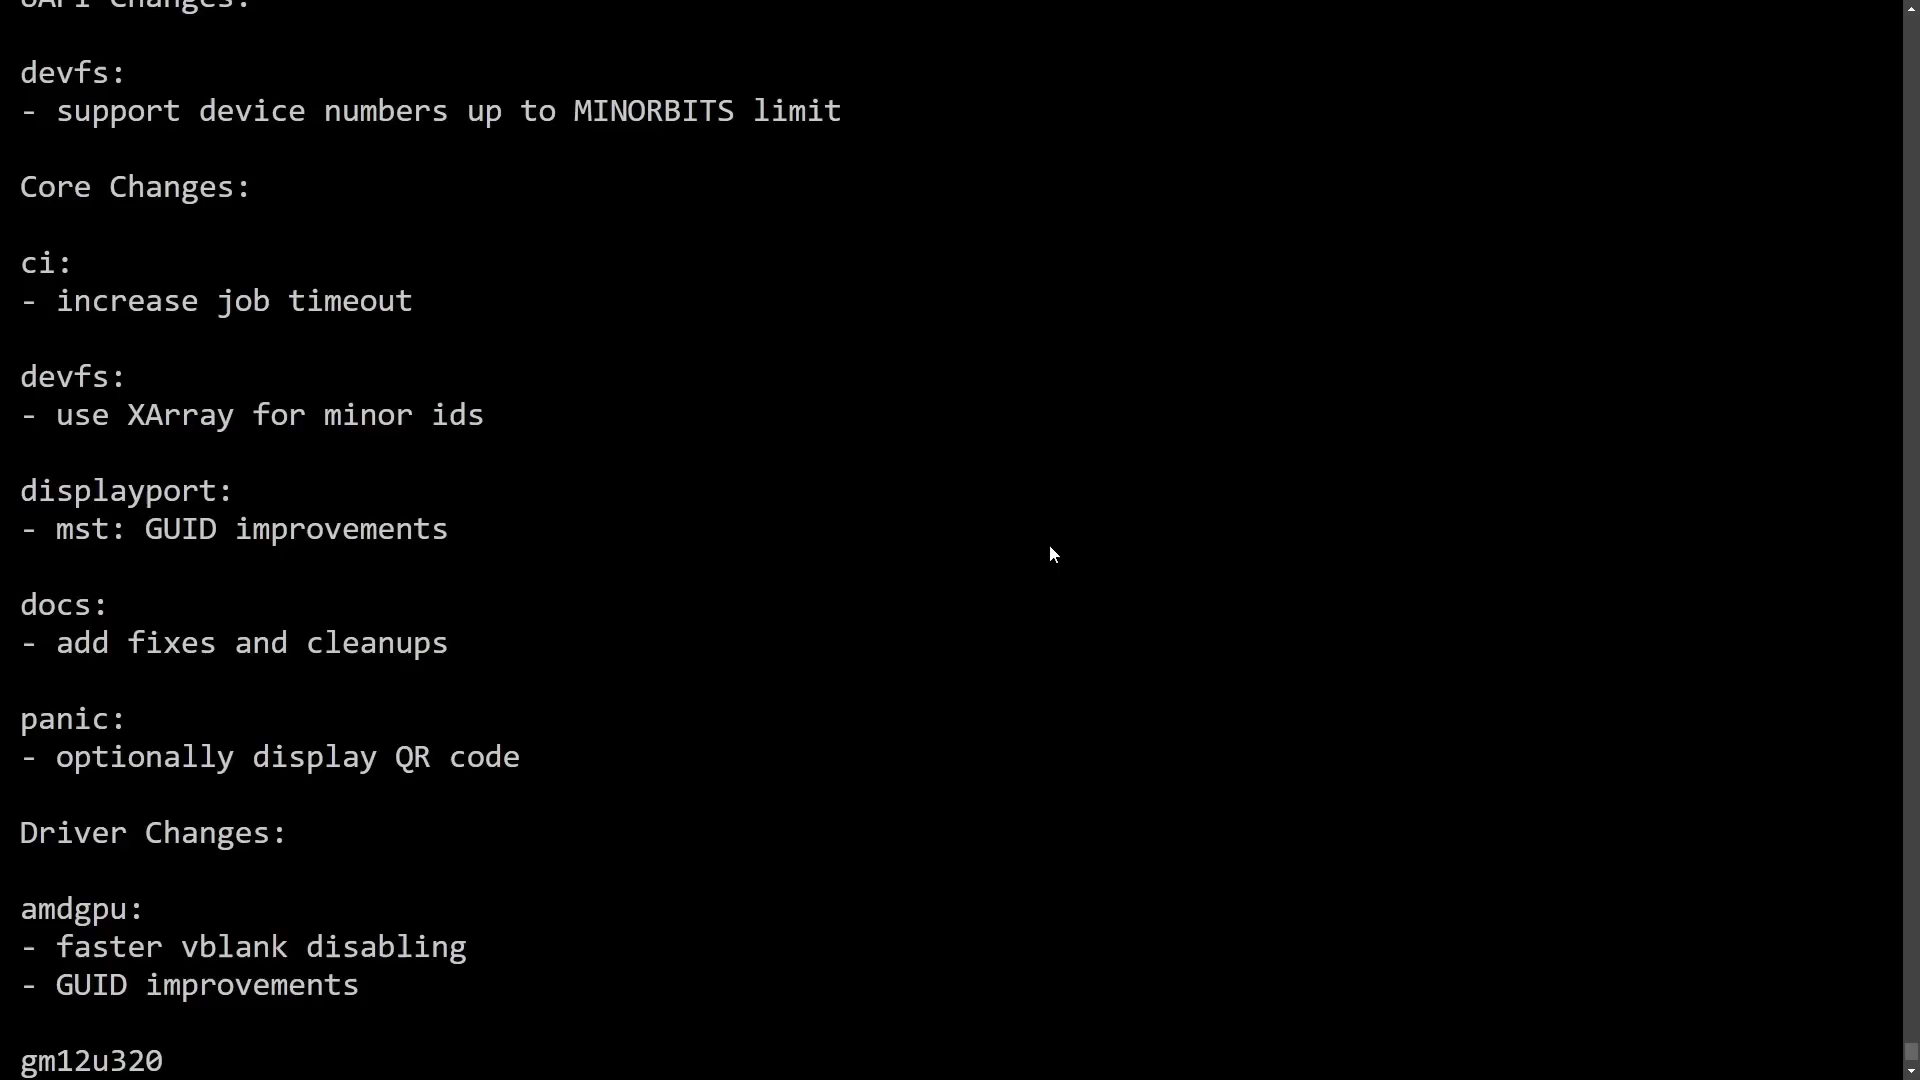 UAPI Changes:
devfs:
- support device numbers up to MINORBITS limit
Core Changes:
ci:
- increase job timeout
devfs:
- use XArray for minor ids
displayport:
- mst: GUID improvements
docs:
- add fixes and cleanups
panic:
- optionally display QR code
Driver Changes:
amdgpu:
- faster vblank disabling
- GUID improvements
gm12u320